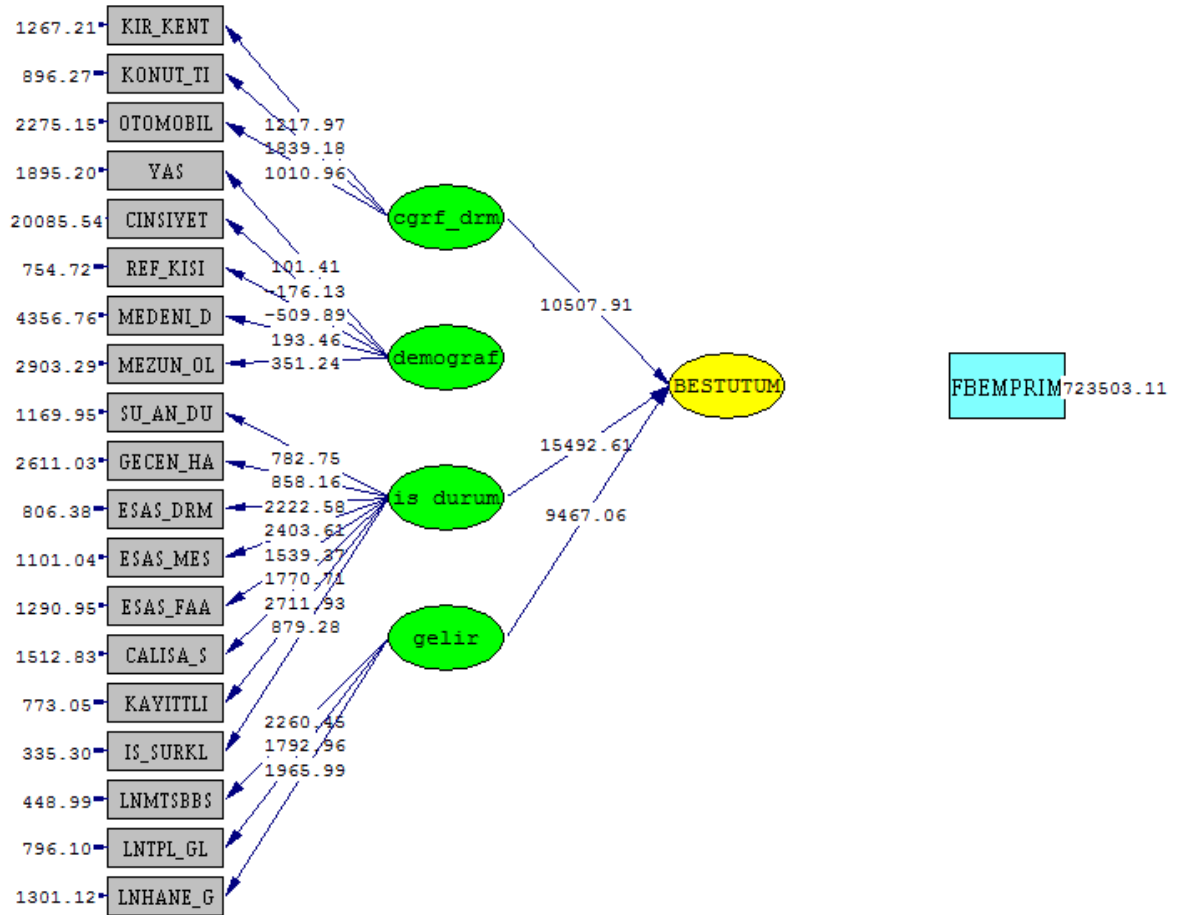 1267.21 KIR_KENT
896.27 KONUT_TI
2275.15 OTOMOBIL
1895.20 YAS
20085.54 CINSIYET
754.72 REF_KISI
4356.76 MEDENI_D
2903.29 MEZUN_OL
1169.95 SU_AN_DU
2611.03 GECEN_HA
806.38 ESAS_DRM
1101.04 ESAS_MES
1290.95 ESAS_FAA
1512.83 CALISA_S
773.05 KAYITTLI
335.30 IS_SURKL
448.99 LNMTSBBS
796.10 LNTPL_GL
1301.12 LNHANE_G
1217.97
1839.18
1010.96
101.41
-176.13
-509.89
193.46
351.24
782.75
858.16
2222.58
2403.61
1539.37
1770.71
2711.93
879.28
2260.45
1792.96
1965.99
cgrf_drm
demograf
is durum
gelir
10507.91
15492.61
9467.06
BESTUTUM
FBEMPRIM 723503.11